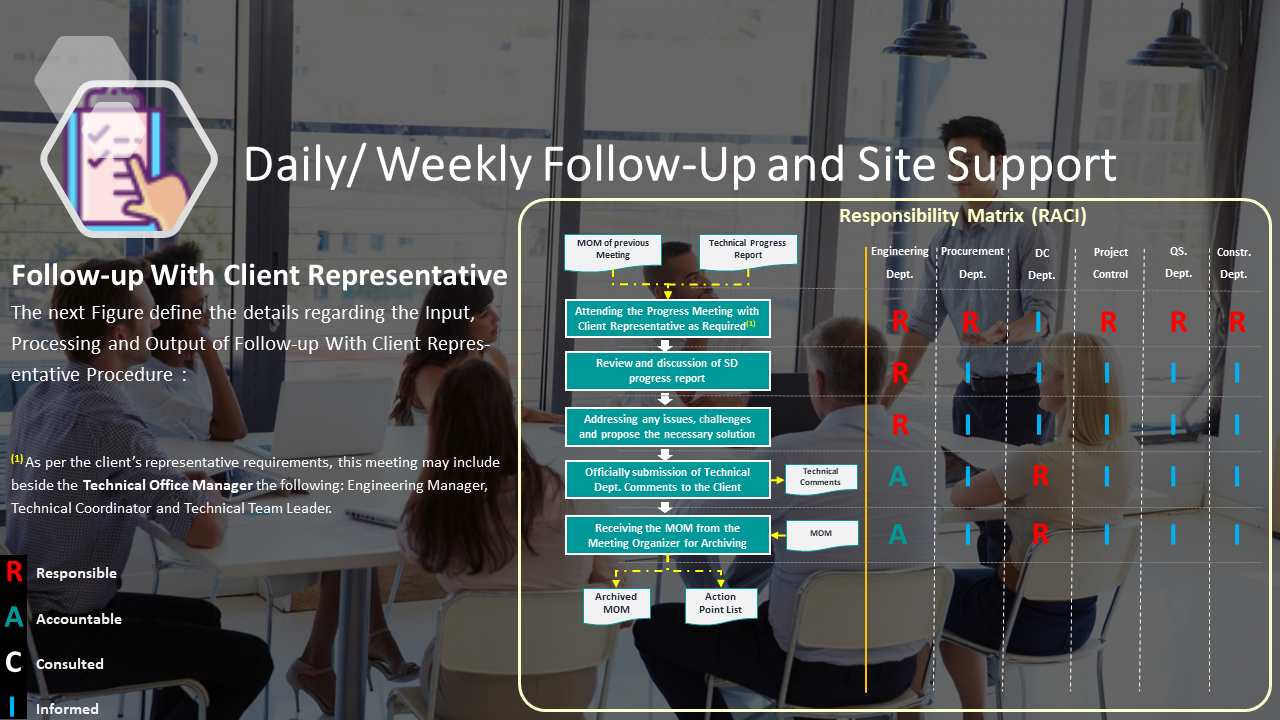 Daily/ Weekly Follow-Up and Site Support
Follow-up With Client Representative
The next Figure define the details regarding the Input,
Processing and Output of Follow-up With Client Repres-
entative Procedure :
(1) As per the client's representative requirements, this meeting may include
beside the Technical Office Manager the following: Engineering Manager,
Technical Coordinator and Technical Team Leader.
R Responsible
A Accountable
C Consulted
I Informed
Responsibility Matrix (RACI)
MOM of previous
Meeting
Technical Progress
Report
Engineering
Dept.
Procurement
Dept.
DC
Dept.
Project
Control
QS.
Dept.
Constr.
Dept.
Attending the Progress Meeting with
Client Representative as Required(1)
R R I R R R
Review and discussion of SD
progress report
R I I I I I
Addressing any issues, challenges
and propose the necessary solution
R I I I I I
Officially submission of Technical
Dept. Comments to the Client
Technical
Comments
A I R I I I
Receiving the MOM from the
Meeting Organizer for Archiving
MOM
A I R I I I
Archived
MOM
Action
Point List